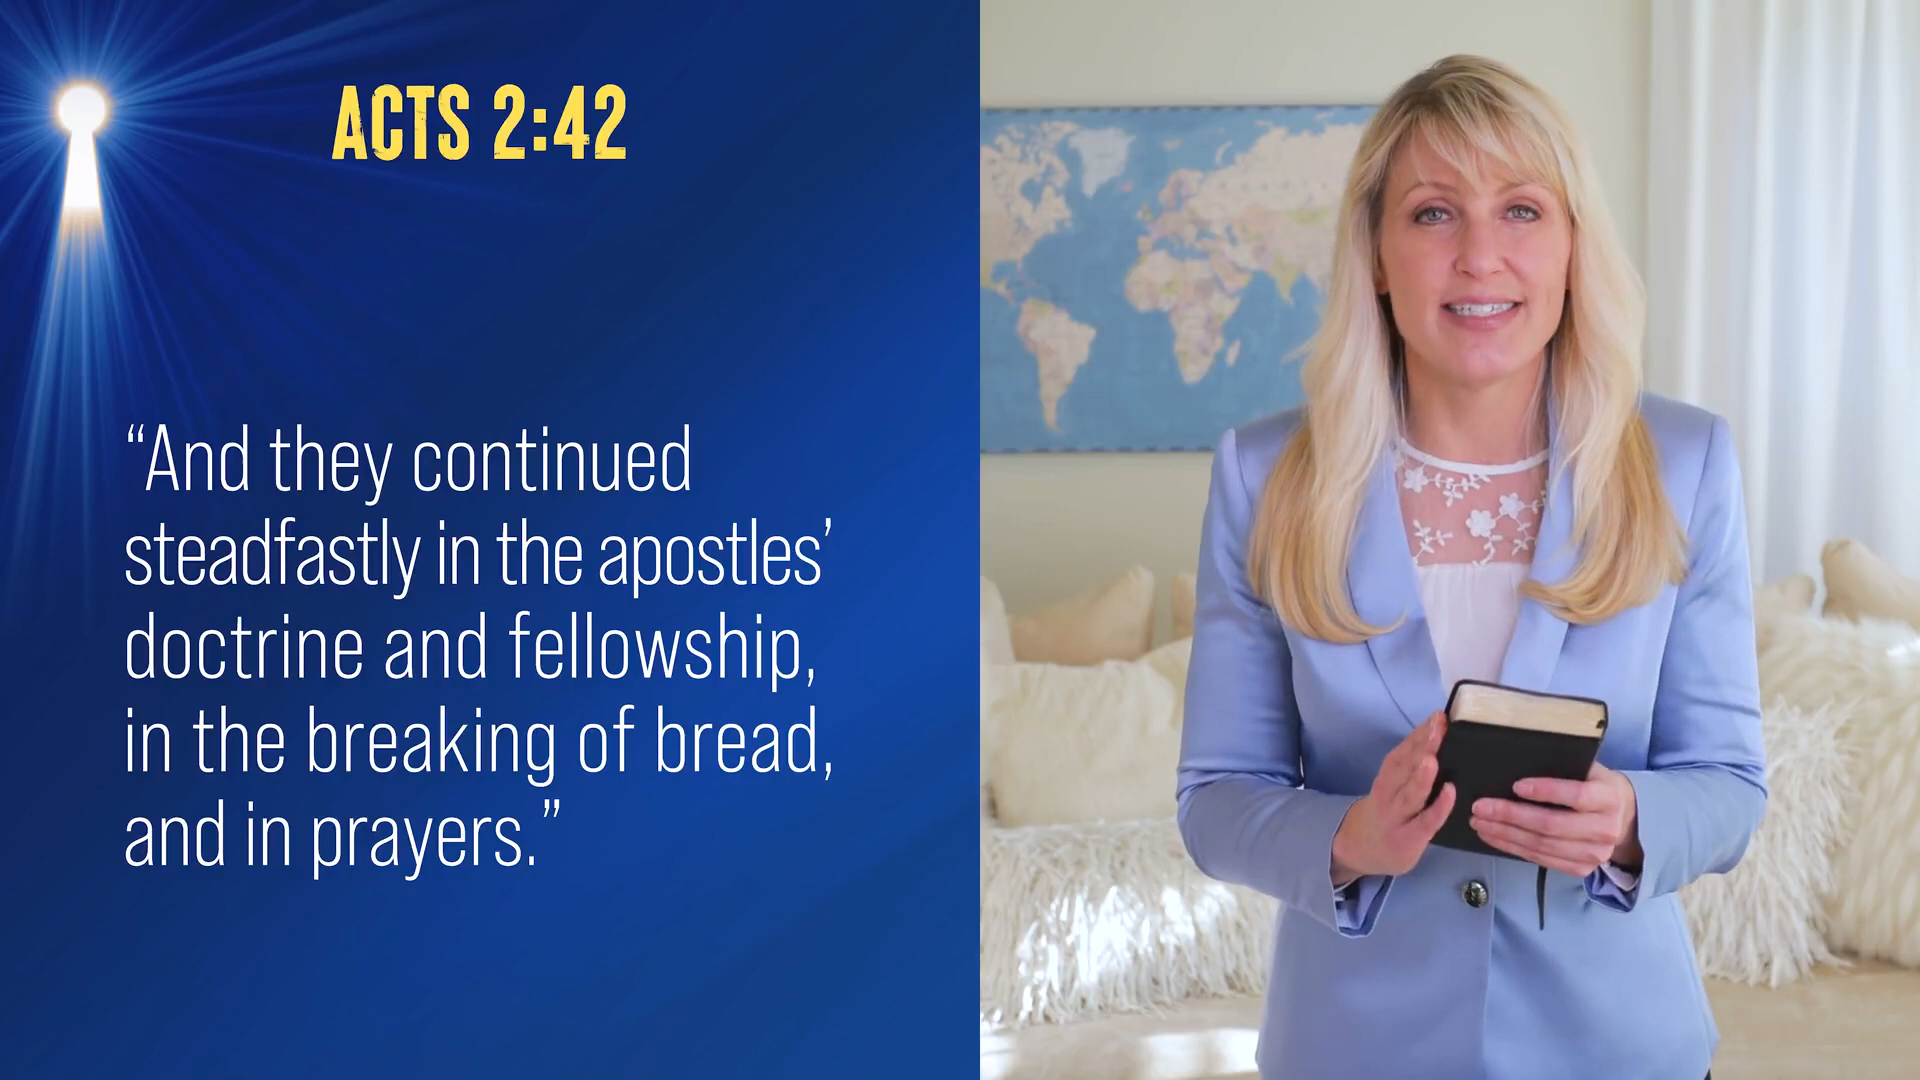 ACTS 2:42
“And they continued
steadfastly in the apostles’
doctrine and fellowship,
in the breaking of bread,
and in prayers.”